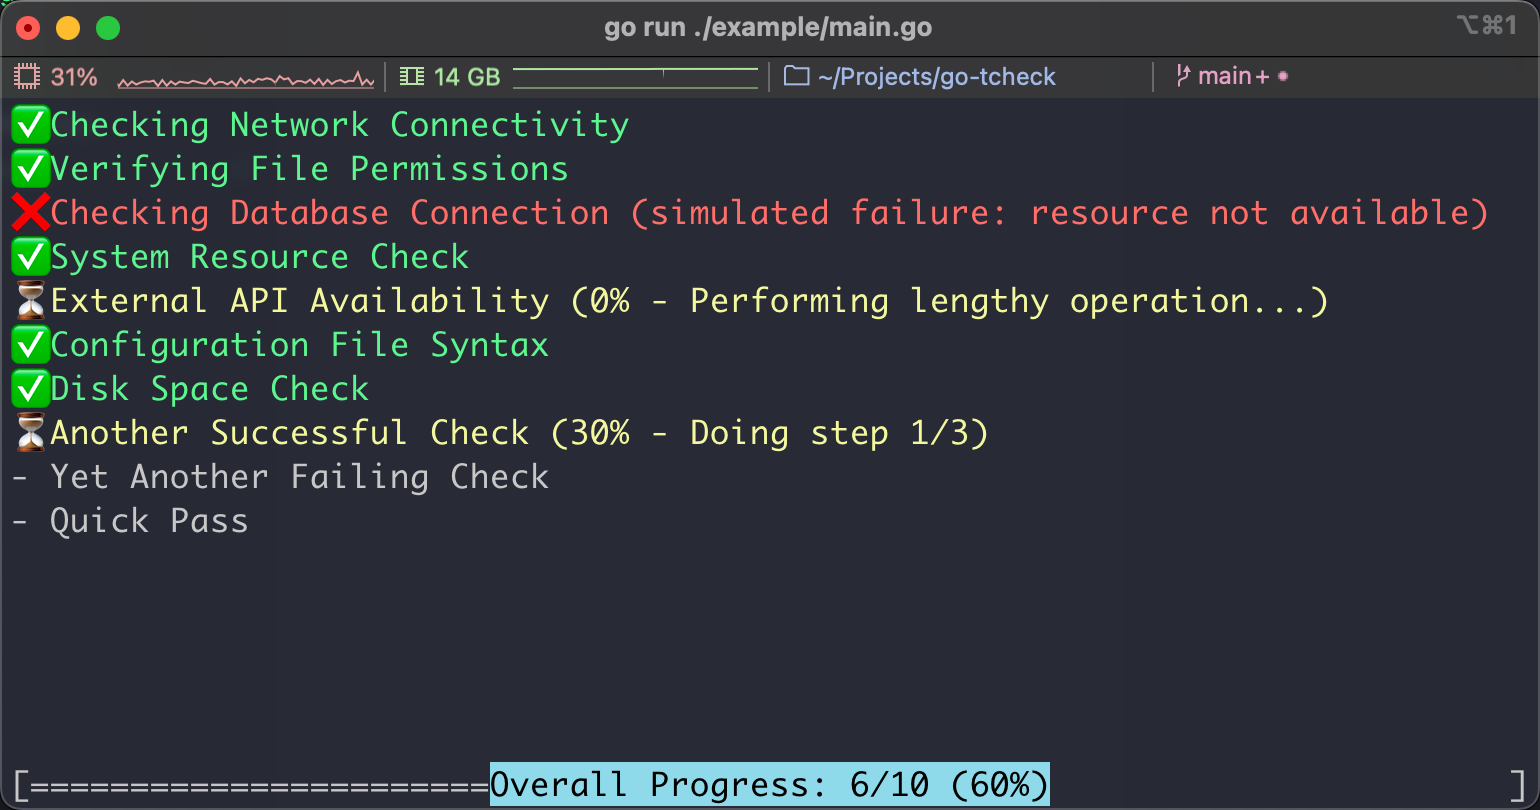 go run ./example/main.go
⌥⌘1
31% 14 GB ~/Projects/go-tcheck main+
✅Checking Network Connectivity
✅Verifying File Permissions
❌Checking Database Connection (simulated failure: resource not available)
✅System Resource Check
⏳External API Availability (0% - Performing lengthy operation...)
✅Configuration File Syntax
✅Disk Space Check
⏳Another Successful Check (30% - Doing step 1/3)
- Yet Another Failing Check
- Quick Pass
[=======================Overall Progress: 6/10 (60%) ]